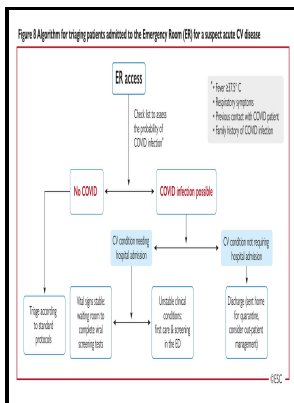 Figure 8 Algorithm for triaging patients admitted to the Emergency Room (ER) for a suspect acute CV disease
ER access
Check list to assess
the probability of
COVID infection*
* • Fever ≥37.5° C
• Respiratory symptoms
• Previous contact with COVID patient
• Family history of COVID infection
No COVID
COVID infection possible
CV condition needing
hospital admission
CV condition not requiring
hospital admission
Triage according
to standard
protocols
Vital signs stable:
waiting room to
complete viral
screening tests
Unstable clinical
conditions:
first care & screening
in the ED
Discharge (sent home
for quarantine,
consider out-patient
management)
©ESC